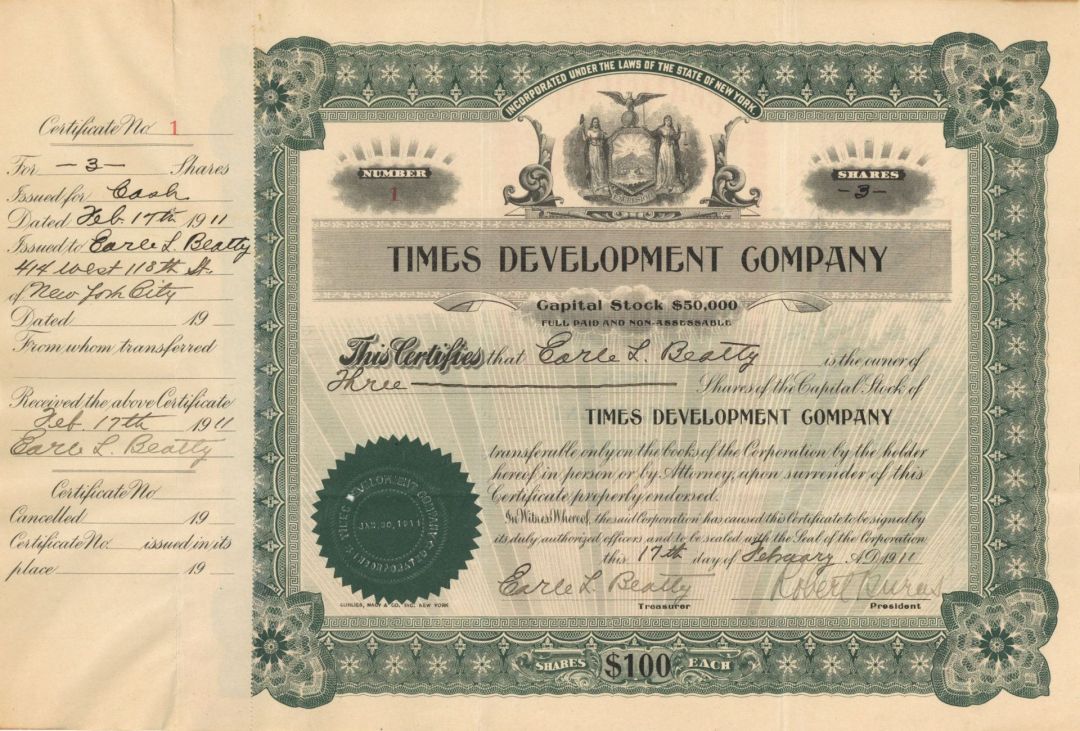 Certificate No. 1
For -3- Shares
Issued for Cash
Dated Feb. 17th 1911
Issued to Earle L. Beatty
414 West 118th St.
of New York City
Dated 19
From whom transferred
Received the above Certificate
Feb. 17th 1911
Earle L. Beatty
Certificate No
Cancelled 19
Certificate No. issued in its
place 19
INCORPORATED UNDER THE LAWS OF THE STATE OF NEW YORK
EXCELSIOR
NUMBER
1
SHARES
-3-
TIMES DEVELOPMENT COMPANY
Capital Stock $50,000
FULL PAID AND NON-ASSESSABLE
This Certifies that Earle L. Beatty is the owner of
Three Shares of the Capital Stock of
TIMES DEVELOPMENT COMPANY
transferable only on the books of the Corporation by the holder
hereof in person or by Attorney, upon surrender of this
Certificate properly endorsed.
In Witness Whereof, the said Corporation has caused this Certificate to be signed by
its duly authorized officers and to be sealed with the Seal of the Corporation
this 17th day of February A.D. 1911
TIMES DEVELOPMENT COMPANY
JAN. 30, 1911
INCORPORATED
Earle L. Beatty
Treasurer
Robert
President
NEW YORK
SHARES $100 EACH